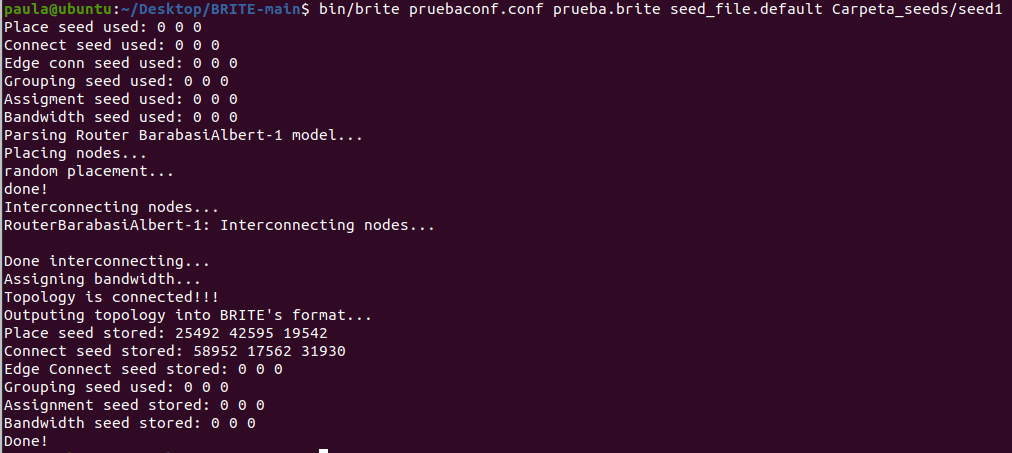 paula@ubuntu:~/Desktop/BRITE-main$ bin/brite pruebaconf.conf prueba.brite seed_file.default Carpeta_seeds/seed1
Place seed used: 0 0 0
Connect seed used: 0 0 0
Edge conn seed used: 0 0 0
Grouping seed used: 0 0 0
Assigment seed used: 0 0 0
Bandwidth seed used: 0 0 0
Parsing Router BarabasiAlbert-1 model...
Placing nodes...
random placement...
done!
Interconnecting nodes...
RouterBarabasiAlbert-1: Interconnecting nodes...
Done interconnecting...
Assigning bandwidth...
Topology is connected!!!
Outputing topology into BRITE's format...
Place seed stored: 25492 42595 19542
Connect seed stored: 58952 17562 31930
Edge Connect seed stored: 0 0 0
Grouping seed used: 0 0 0
Assignment seed stored: 0 0 0
Bandwidth seed stored: 0 0 0
Done!